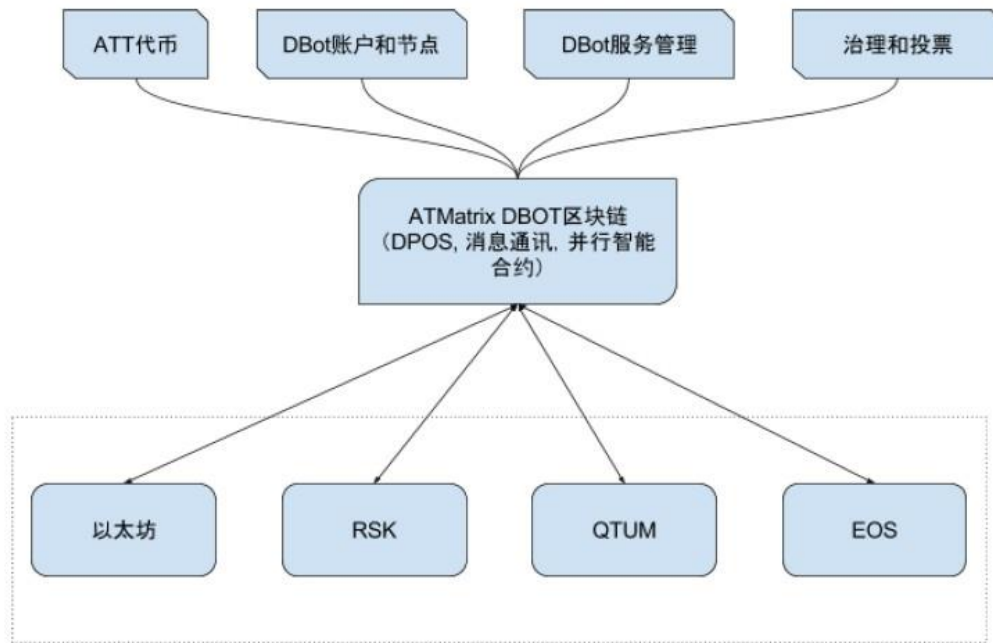 ATT代币
DBot账户和节点
DBot服务管理
治理和投票
ATMatrix DBOT区块链
（DPOS, 消息通讯, 并行智能
合约）
以太坊
RSK
QTUM
EOS